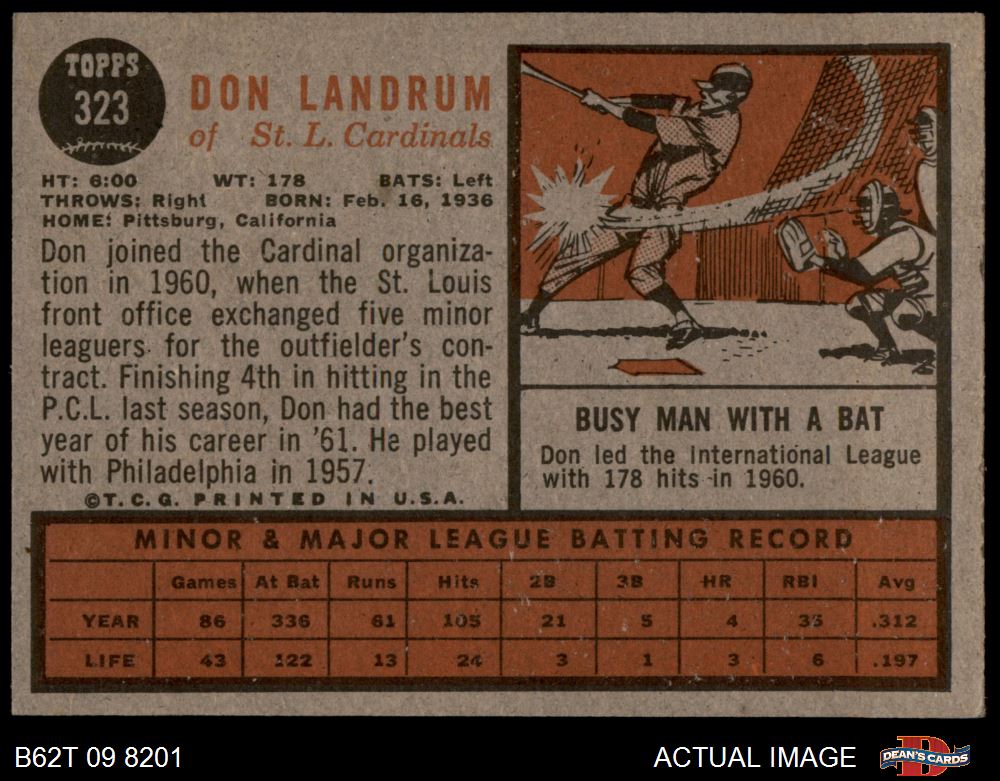 TOPPS
323
DON LANDRUM
of St. L. Cardinals
HT: 6:00 WT: 178 BATS: Left
THROWS: Right BORN: Feb. 16, 1936
HOME: Pittsburg, California
Don joined the Cardinal organiza-
tion in 1960, when the St. Louis
front office exchanged five minor
leaguers for the outfielder's con-
tract. Finishing 4th in hitting in the
P.C.L. last season, Don had the best
year of his career in '61. He played
with Philadelphia in 1957.
©T.C.G. PRINTED IN U.S.A.
BUSY MAN WITH A BAT
Don led the International League
with 178 hits in 1960.
MINOR & MAJOR LEAGUE BATTING RECORD
Games At Bat Runs Hits 2B 3B HR RBI Avg
YEAR 86 336 61 105 21 5 4 35 .312
LIFE 43 122 13 24 3 1 3 6 .197
B62T 09 8201
ACTUAL IMAGE
DEAN'S CARDS